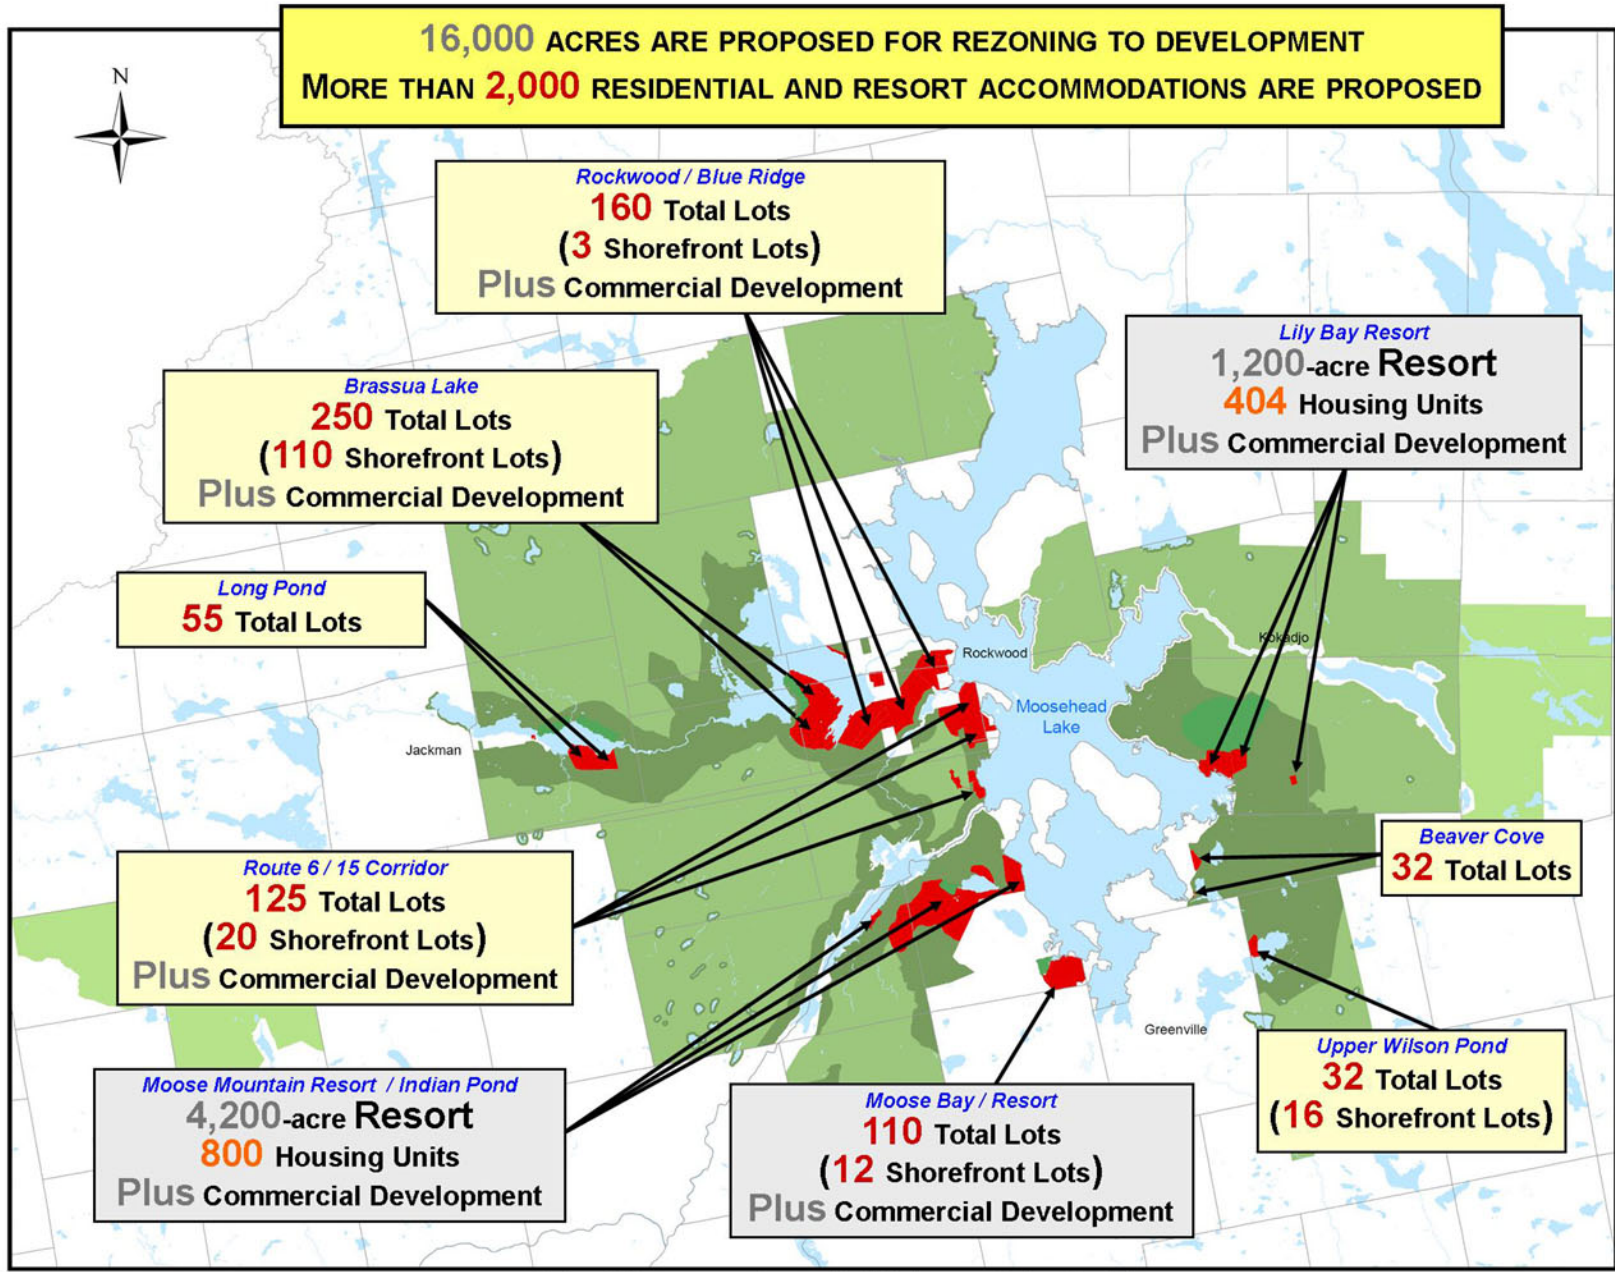 16,000 ACRES ARE PROPOSED FOR REZONING TO DEVELOPMENT
MORE THAN 2,000 RESIDENTIAL AND RESORT ACCOMMODATIONS ARE PROPOSED
N
Rockwood / Blue Ridge
160 Total Lots
(3 Shorefront Lots)
Plus Commercial Development
Lily Bay Resort
1,200-acre Resort
404 Housing Units
Plus Commercial Development
Brassua Lake
250 Total Lots
(110 Shorefront Lots)
Plus Commercial Development
Long Pond
55 Total Lots
Kokadjo
Rockwood
Moosehead
Lake
Jackman
Route 6 / 15 Corridor
125 Total Lots
(20 Shorefront Lots)
Plus Commercial Development
Beaver Cove
32 Total Lots
Greenville
Upper Wilson Pond
32 Total Lots
(16 Shorefront Lots)
Moose Mountain Resort / Indian Pond
4,200-acre Resort
800 Housing Units
Plus Commercial Development
Moose Bay / Resort
110 Total Lots
(12 Shorefront Lots)
Plus Commercial Development